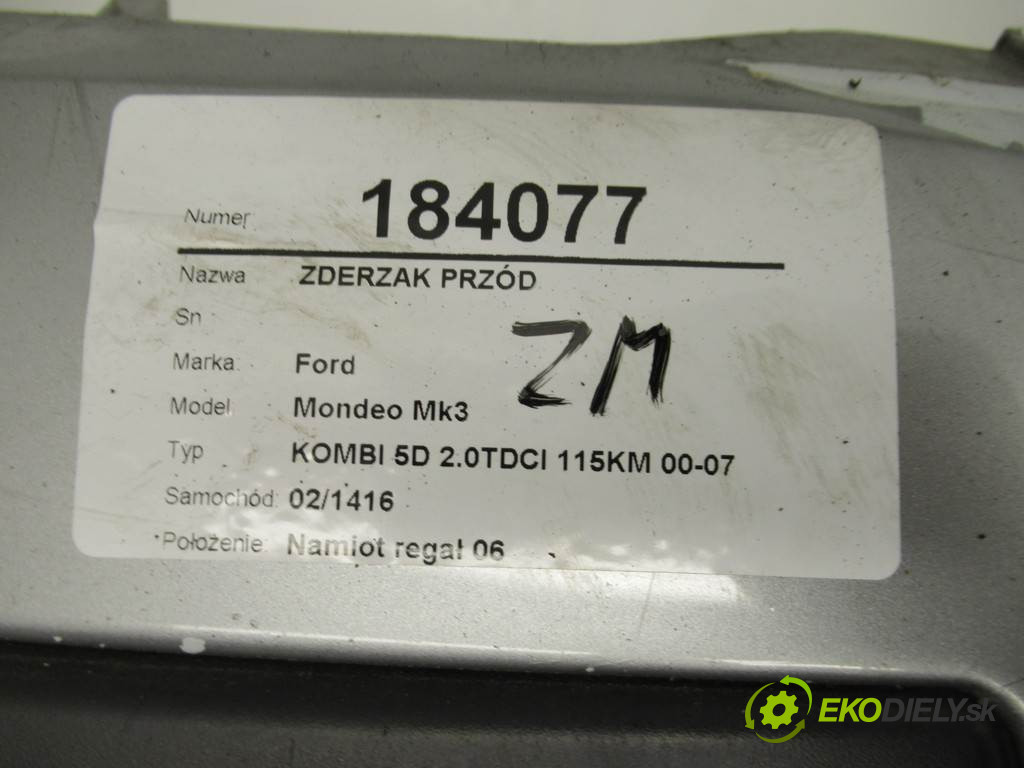 Numer 184077
Nazwa ZDERZAK PRZÓD
Sn
Marka: Ford
ZM
Model Mondeo Mk3
Typ KOMBI 5D 2.0TDCI 115KM 00-07
Samochód: 02/1416
Położenie: Namiot regał 06
EKODIELY.sk